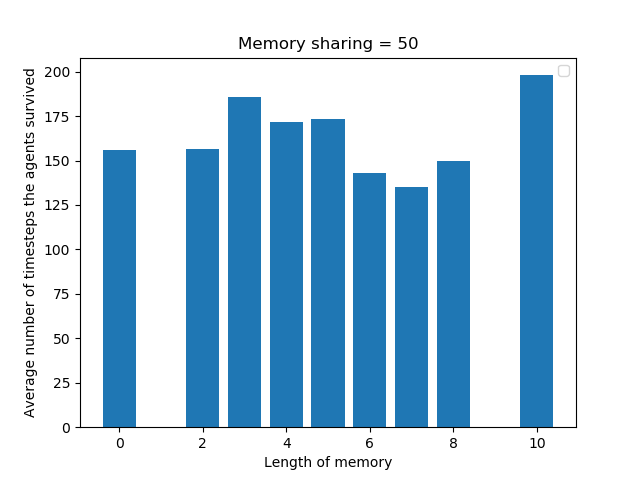 Memory sharing = 50
Average number of timesteps the agents survived
200
175
150
125
100
75
50
25
0
0 2 4 6 8 10
Length of memory